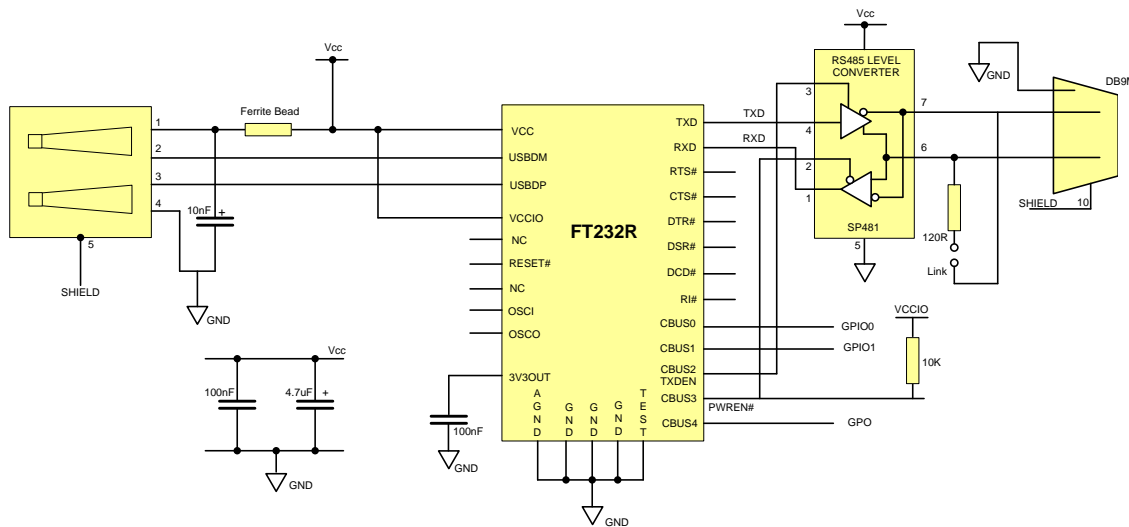 Vcc
Vcc
RS485 LEVEL
CONVERTER
GND
DB9M
Ferrite Bead
1
2
3
4
5
10nF
+
SHIELD
GND
VCC
USBDM
USBDP
VCCIO
NC
RESET#
NC
OSCI
OSCO
3V3OUT
FT232R
TXD
RXD
RTS#
CTS#
DTR#
DSR#
DCD#
RI#
CBUS0
CBUS1
CBUS2
TXDEN
CBUS3
CBUS4
AGND
GND
GND
GND
TEST
TXD
RXD
3
4
2
1
7
6
SP481
5
120R
Link
SHIELD
10
GPIO0
GPIO1
VCCIO
10K
PWREN#
GPO
Vcc
100nF
4.7uF
+
GND
100nF
GND
GND